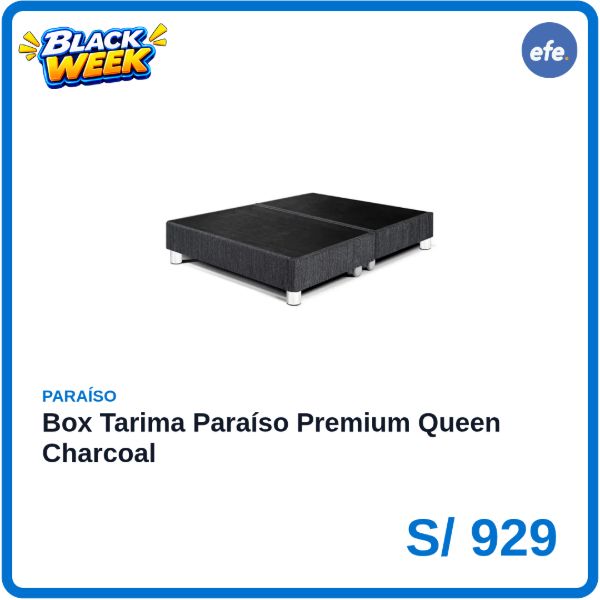 BLACK
WEEK
efe.
PARAÍSO
Box Tarima Paraíso Premium Queen
Charcoal
S/ 929